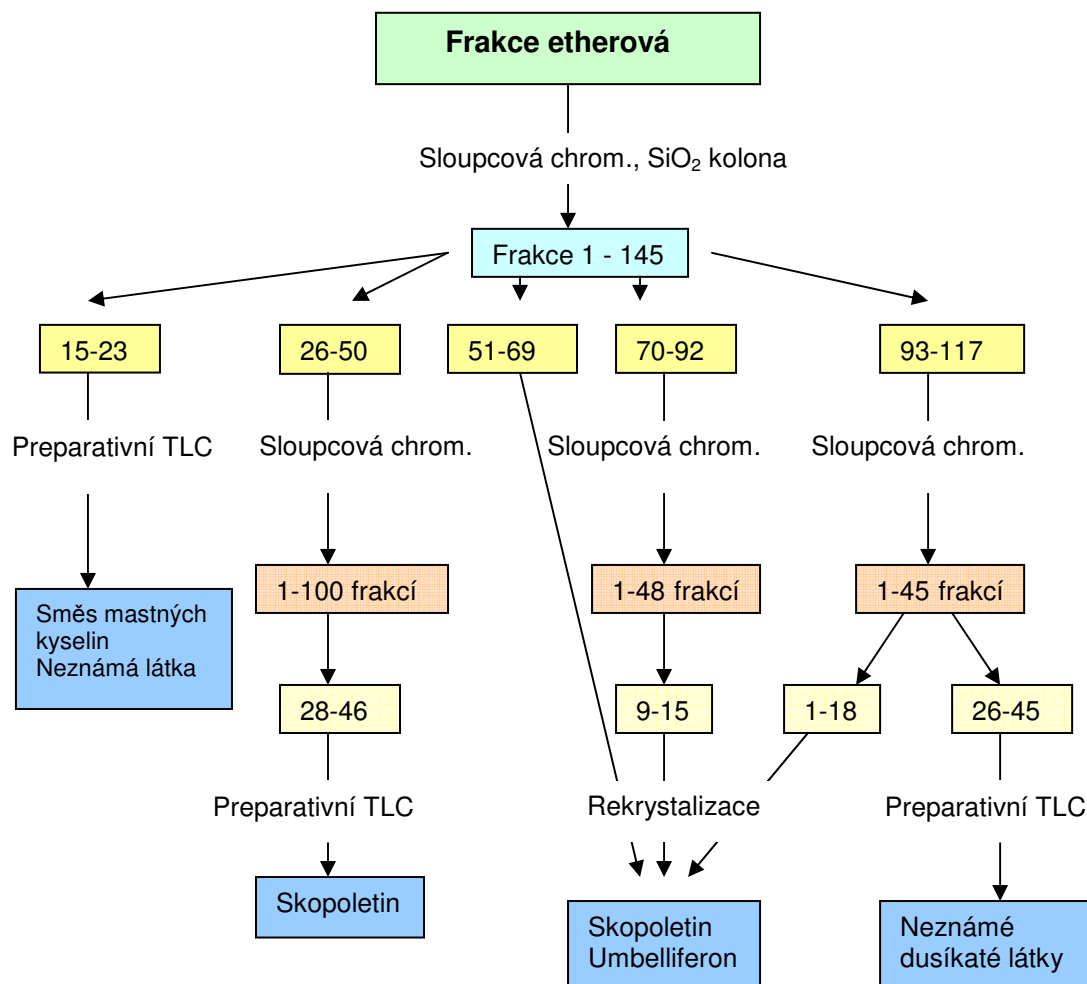 Frakce etherová
Sloupcová chrom., SiO₂ kolona
Frakce 1 - 145
15-23
26-50
51-69
70-92
93-117
Preparativní TLC
Sloupcová chrom.
Sloupcová chrom.
Sloupcová chrom.
1-100 frakcí
1-48 frakcí
1-45 frakcí
Směs mastných
kyselin
Neznámá látka
28-46
9-15
1-18
26-45
Preparativní TLC
Rekrystalizace
Preparativní TLC
Skopoletin
Skopoletin
Umbelliferon
Neznámé
dusíkaté látky